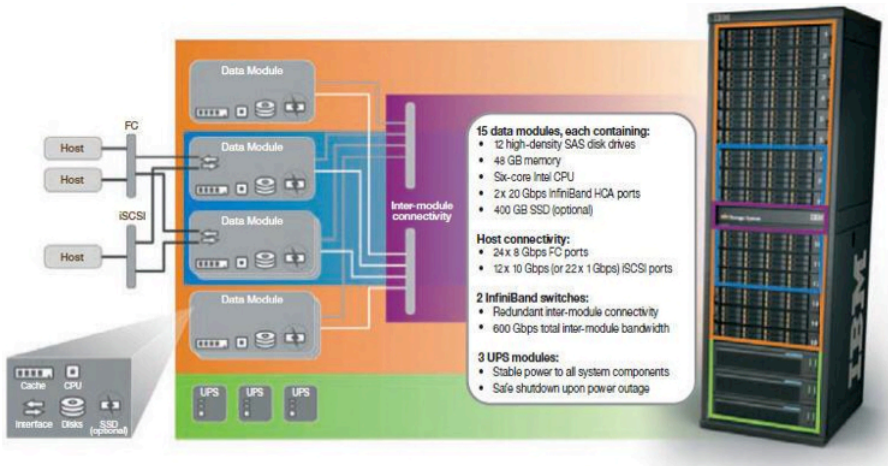 Data Module
FC
Host
Data Module
Host
iSCSI
Data Module
Host
Data Module
Inter-module
connectivity
15 data modules, each containing:
• 12 high-density SAS disk drives
• 48 GB memory
• Six-core Intel CPU
• 2 x 20 Gbps InfiniBand HCA ports
• 400 GB SSD (optional)
Host connectivity:
• 24 x 8 Gbps FC ports
• 12 x 10 Gbps (or 22 x 1 Gbps) iSCSI ports
2 InfiniBand switches:
• Redundant inter-module connectivity
• 600 Gbps total inter-module bandwidth
3 UPS modules:
• Stable power to all system components
• Safe shutdown upon power outage
Cache
CPU
Interface
Disks
SSD
(optional)
UPS
UPS
UPS
IBM
Storage System
IBM
IBM